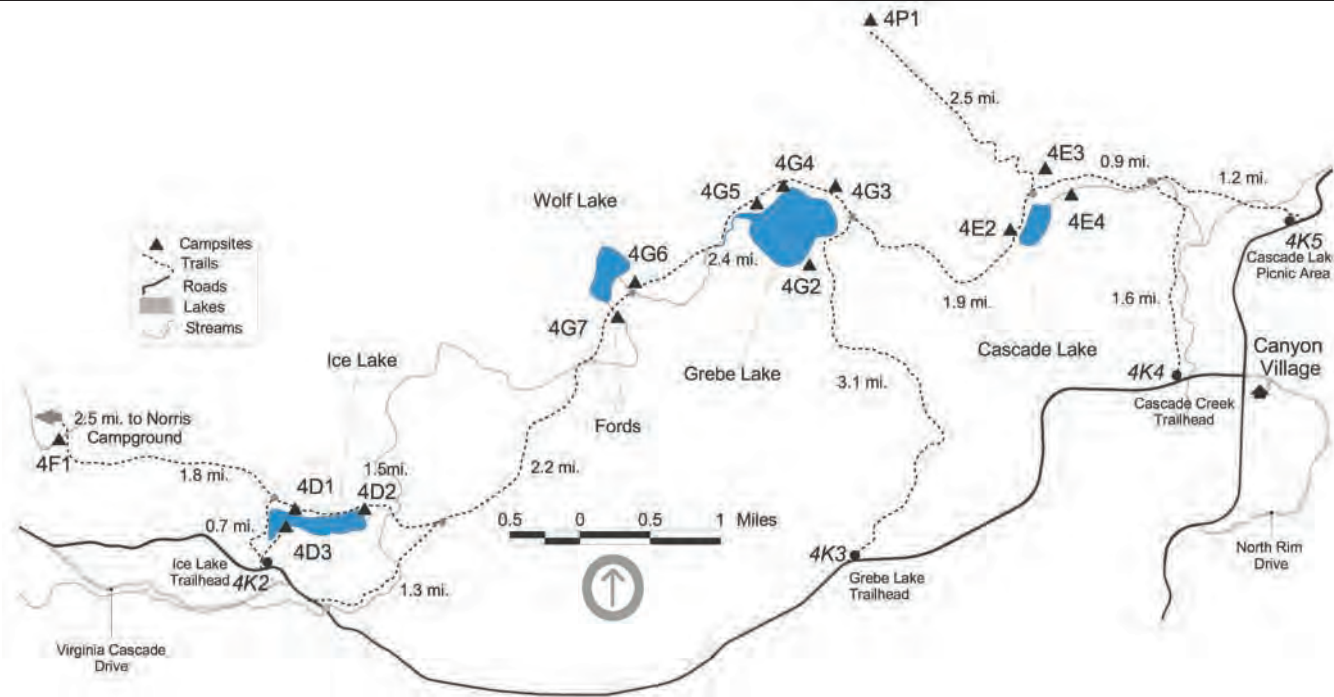 4P1
2.5 mi.
4E3
0.9 mi.
4G4
4G5
4G3
1.2 mi.
Wolf Lake
4E2
4E4
4K5
Cascade Lak
Picnic Area
Campsites
Trails
Roads
Lakes
Streams
4G6
2.4 mi.
4G2
1.9 mi.
1.6 mi.
4G7
Ice Lake
Grebe Lake
Cascade Lake
Canyon
Village
3.1 mi.
4K4
Cascade Creek
Trailhead
2.5 mi. to Norris
Campground
Fords
4F1
1.8 mi.
2.2 mi.
1.5mi.
4D1
4D2
0.7 mi.
4D3
0.5
0
0.5
1
Miles
Ice Lake
Trailhead
4K2
4K3
Grebe Lake
Trailhead
North Rim
Drive
1.3 mi.
Virginia Cascade
Drive